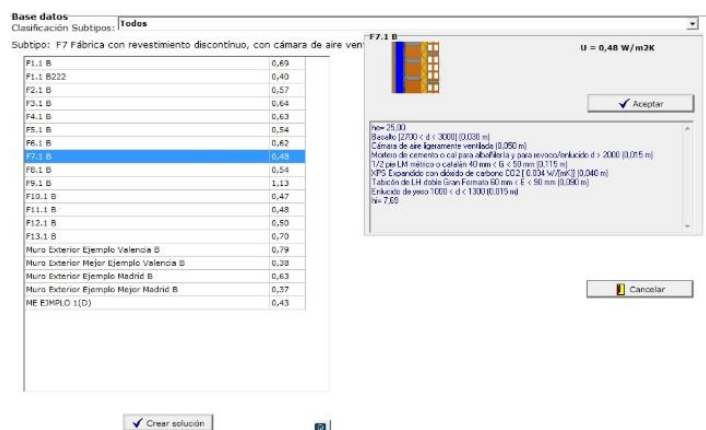 Base datos
Clasificación Subtipos: Todos
Subtipo: F7 Fábrica con revestimiento discontínuo, con cámara de aire ven
F1.1 B 0,69
F1.1 B222 0,40
F2.1 B 0,57
F3.1 B 0,64
F4.1 B 0,63
F5.1 B 0,54
F6.1 B 0,62
F7.1 B 0,48
F8.1 B 0,54
F9.1 B 1,13
F10.1 B 0,47
F11.1 B 0,48
F12.1 B 0,50
F13.1 B 0,70
Muro Exterior Ejemplo Valencia B 0,79
Muro Exterior Mejor Ejemplo Valencia B 0,38
Muro Exterior Ejemplo Madrid B 0,63
Muro Exterior Ejemplo Mejor Madrid B 0,37
ME EJMPLO 1(D) 0,43
Crear solución
F7.1 B
U = 0,48 W/m2K
Aceptar
he= 25,00
Basalto [2700 < d < 3000] (0,030 m)
Cámara de aire ligeramente ventilada (0,050 m)
Mortero de cemento o cal para albañilería y para revoco/enlucido d > 2000 (0,015 m)
1/2 pie LM métrico o catalán 40 mm < G < 50 mm (0,115 m)
XPS Expandido con dióxido de carbono CO2 [ 0.034 W/[mK]] (0,040 m)
Tabicón de LH doble Gran Formato 60 mm < E < 90 mm (0,090 m)
Enlucido de yeso 1000 < d < 1300 (0,015 m)
hi= 7,69
Cancelar